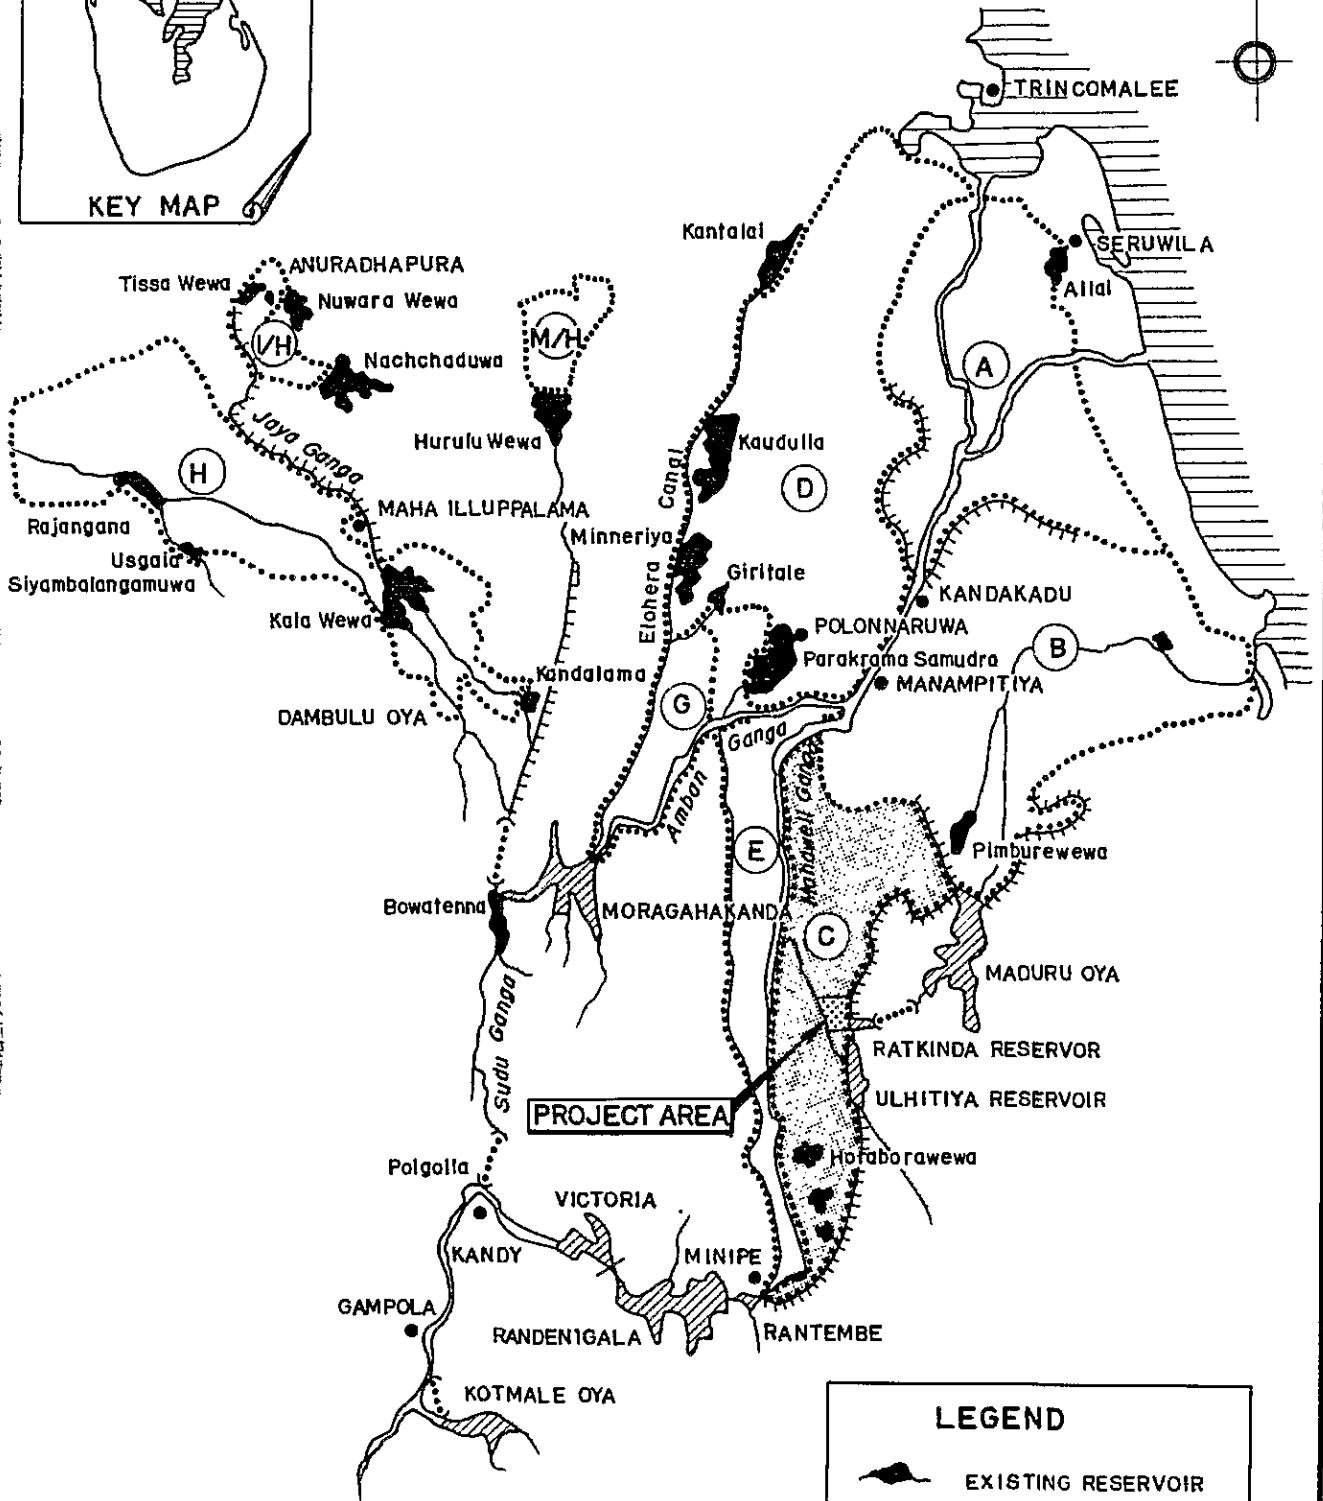 TRINCOMALEE
KEY MAP
Kantalai
SERUWILA
Allai
ANURADHAPURA
Tissa Wewa
Nuwara Wewa
I/H
M/H
Nachchaduwa
A
Jaya Ganga
Hurulu Wewa
Kaudulla
H
Canal
D
MAHA ILLUPPALAMA
Rajangana
Minneriya
Usgala
Siyambalangamuwa
Giritale
KANDAKADU
Kala Wewa
Elahera
POLONNARUWA
Parakrama Samudra
B
Kandalama
MANAMPITIYA
DAMBULU OYA
G
Ganga
Amban
Mahaweli Ganga
E
Pimburewewa
Bowatenna
MORAGAHAKANDA
C
MADURU OYA
Sudu Ganga
RATKINDA RESERVOR
PROJECT AREA
ULHITIYA RESERVOIR
Polgolla
Hotaborawewa
VICTORIA
KANDY
MINIPE
GAMPOLA
RANDENIGALA
RANTEMBE
KOTMALE OYA
LEGEND
EXISTING RESERVOIR